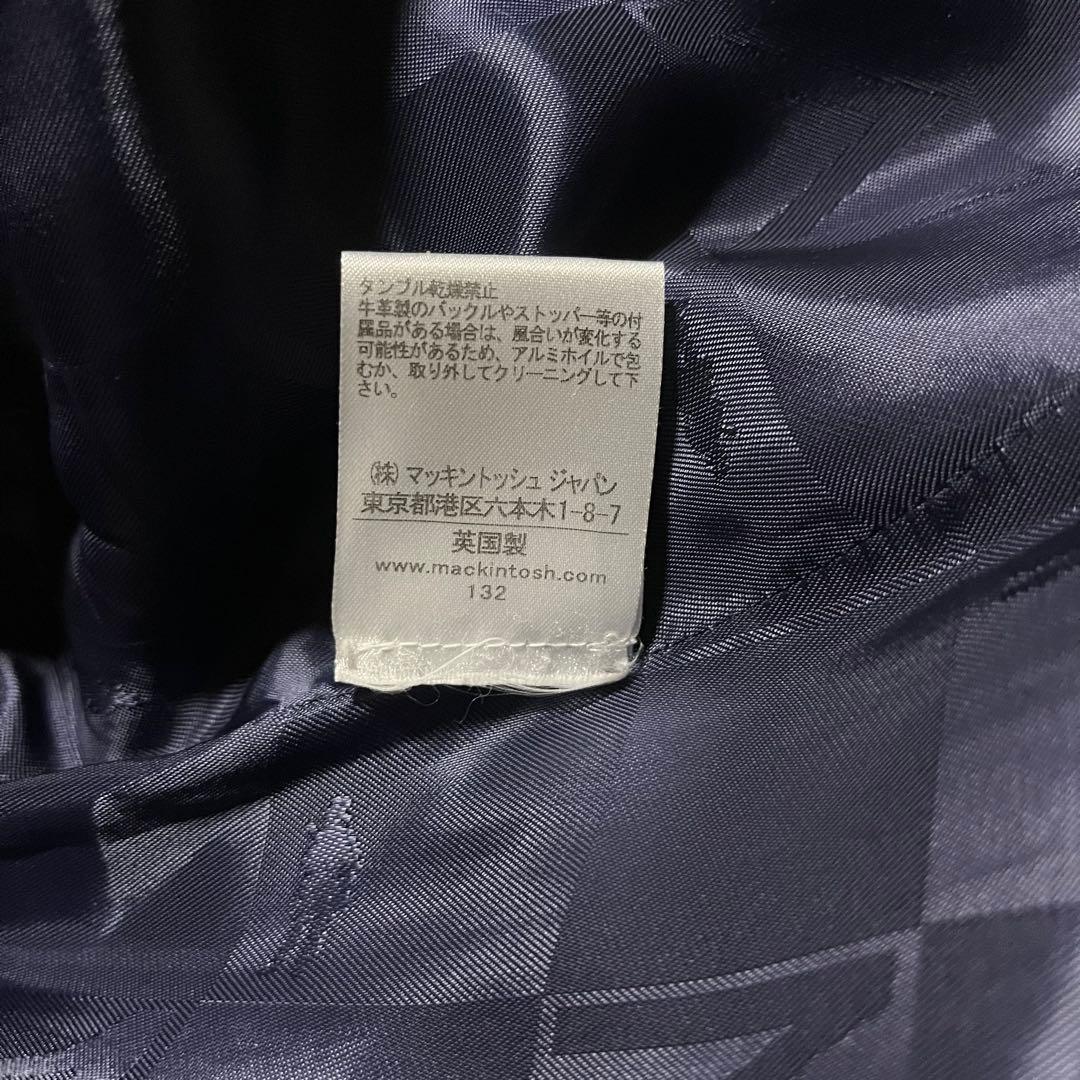 タンブル乾燥禁止
牛革製のバックルやストッパー等の付
属品がある場合は、風合いが変化する
可能性があるため、アルミホイルで包
むか、取り外してクリーニングして下
さい。
(株)マッキントッシュ ジャパン
東京都港区六本木1-8-7
英国製
www.mackintosh.com
132